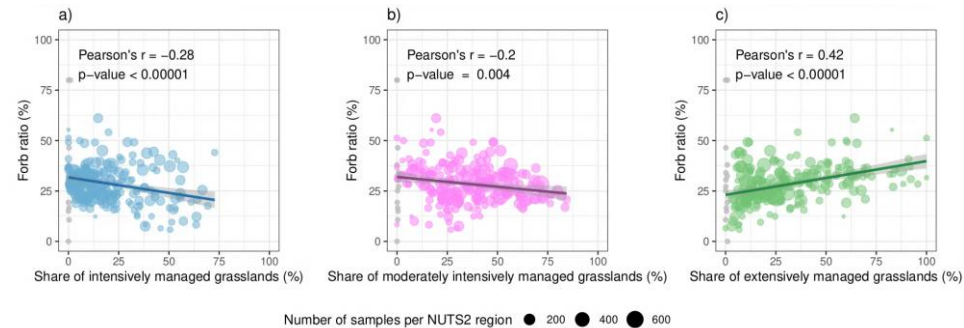 a)
Pearson's r = −0.28
p-value < 0.00001
100
75
50
25
0
Forb ratio (%)
0 25 50 75 100
Share of intensively managed grasslands (%)
b)
Pearson's r = −0.2
p-value = 0.004
100
75
50
25
0
Forb ratio (%)
0 25 50 75 100
Share of moderately intensively managed grasslands (%)
c)
Pearson's r = 0.42
p-value < 0.00001
100
75
50
25
0
Forb ratio (%)
0 25 50 75 100
Share of extensively managed grasslands (%)
Number of samples per NUTS2 region 200 400 600